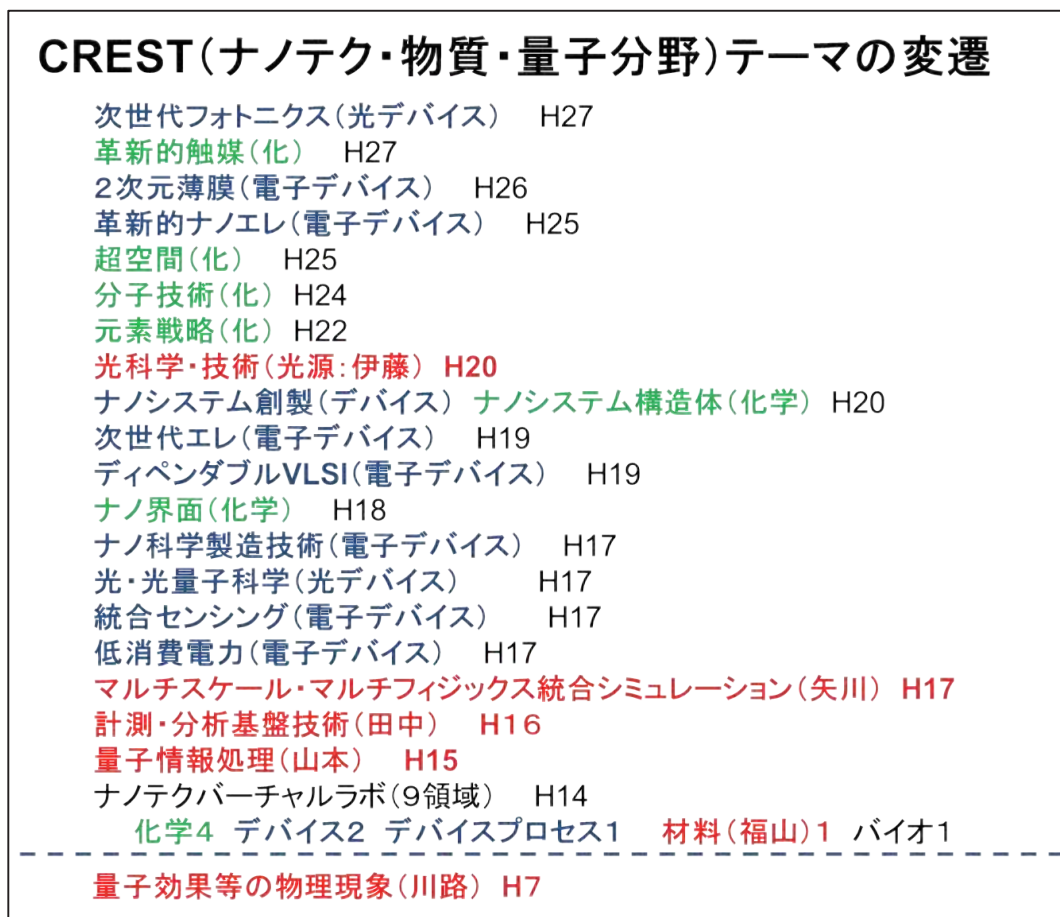 CREST(ナノテク・物質・量子分野)テーマの変遷
次世代フォトニクス(光デバイス) H27
革新的触媒(化) H27
２次元薄膜(電子デバイス) H26
革新的ナノエレ(電子デバイス) H25
超空間(化) H25
分子技術(化) H24
元素戦略(化) H22
光科学・技術(光源:伊藤) H20
ナノシステム創製(デバイス) ナノシステム構造体(化学) H20
次世代エレ(電子デバイス) H19
ディペンダブルVLSI(電子デバイス) H19
ナノ界面(化学) H18
ナノ科学製造技術(電子デバイス) H17
光・光量子科学(光デバイス) H17
統合センシング(電子デバイス) H17
低消費電力(電子デバイス) H17
マルチスケール・マルチフィジックス統合シミュレーション(矢川) H17
計測・分析基盤技術(田中) H１６
量子情報処理(山本) H15
ナノテクバーチャルラボ(９領域) H14
化学４ デバイス２ デバイスプロセス１ 材料(福山)１ バイオ１
量子効果等の物理現象(川路) H7